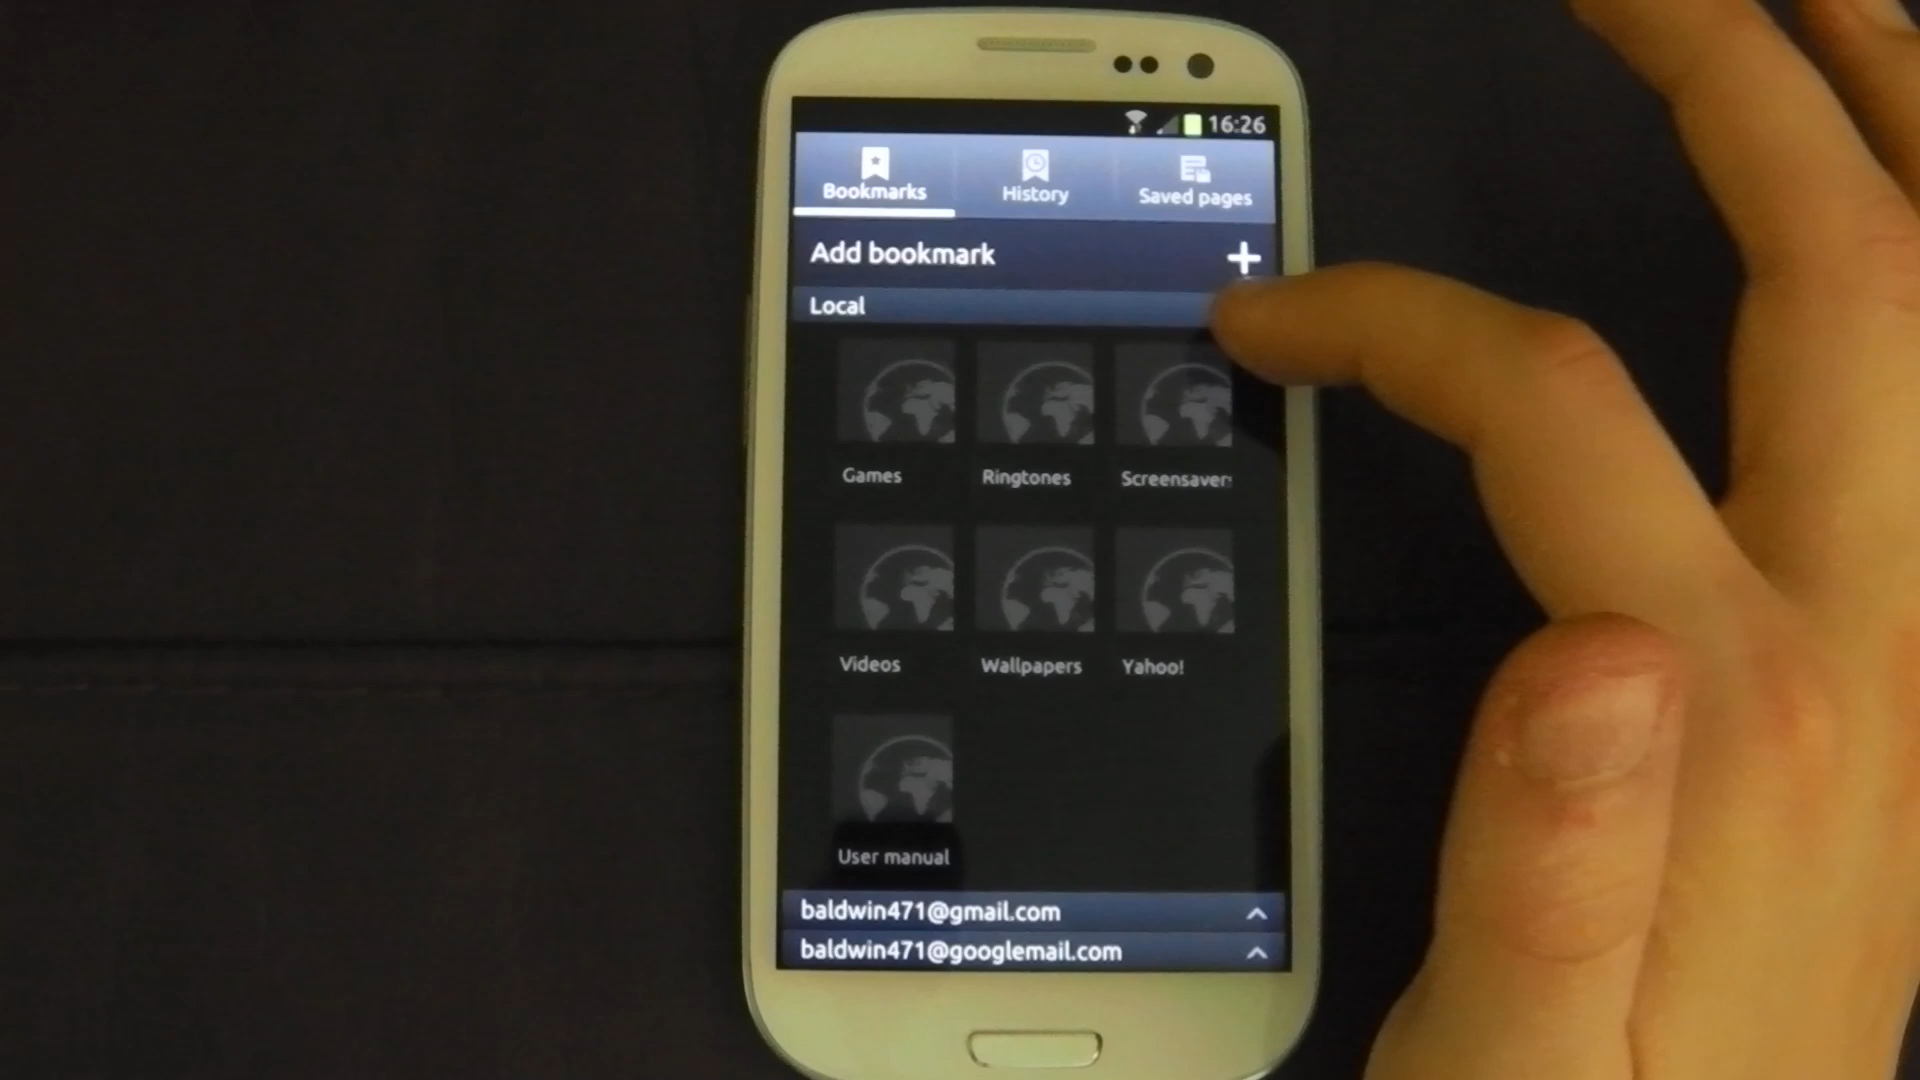 16:26
Bookmarks
History
Saved pages
Add bookmark
Local
Games
Ringtones
Screensavers
Videos
Wallpapers
Yahoo!
User manual
baldwin471@gmail.com
baldwin471@googlemail.com